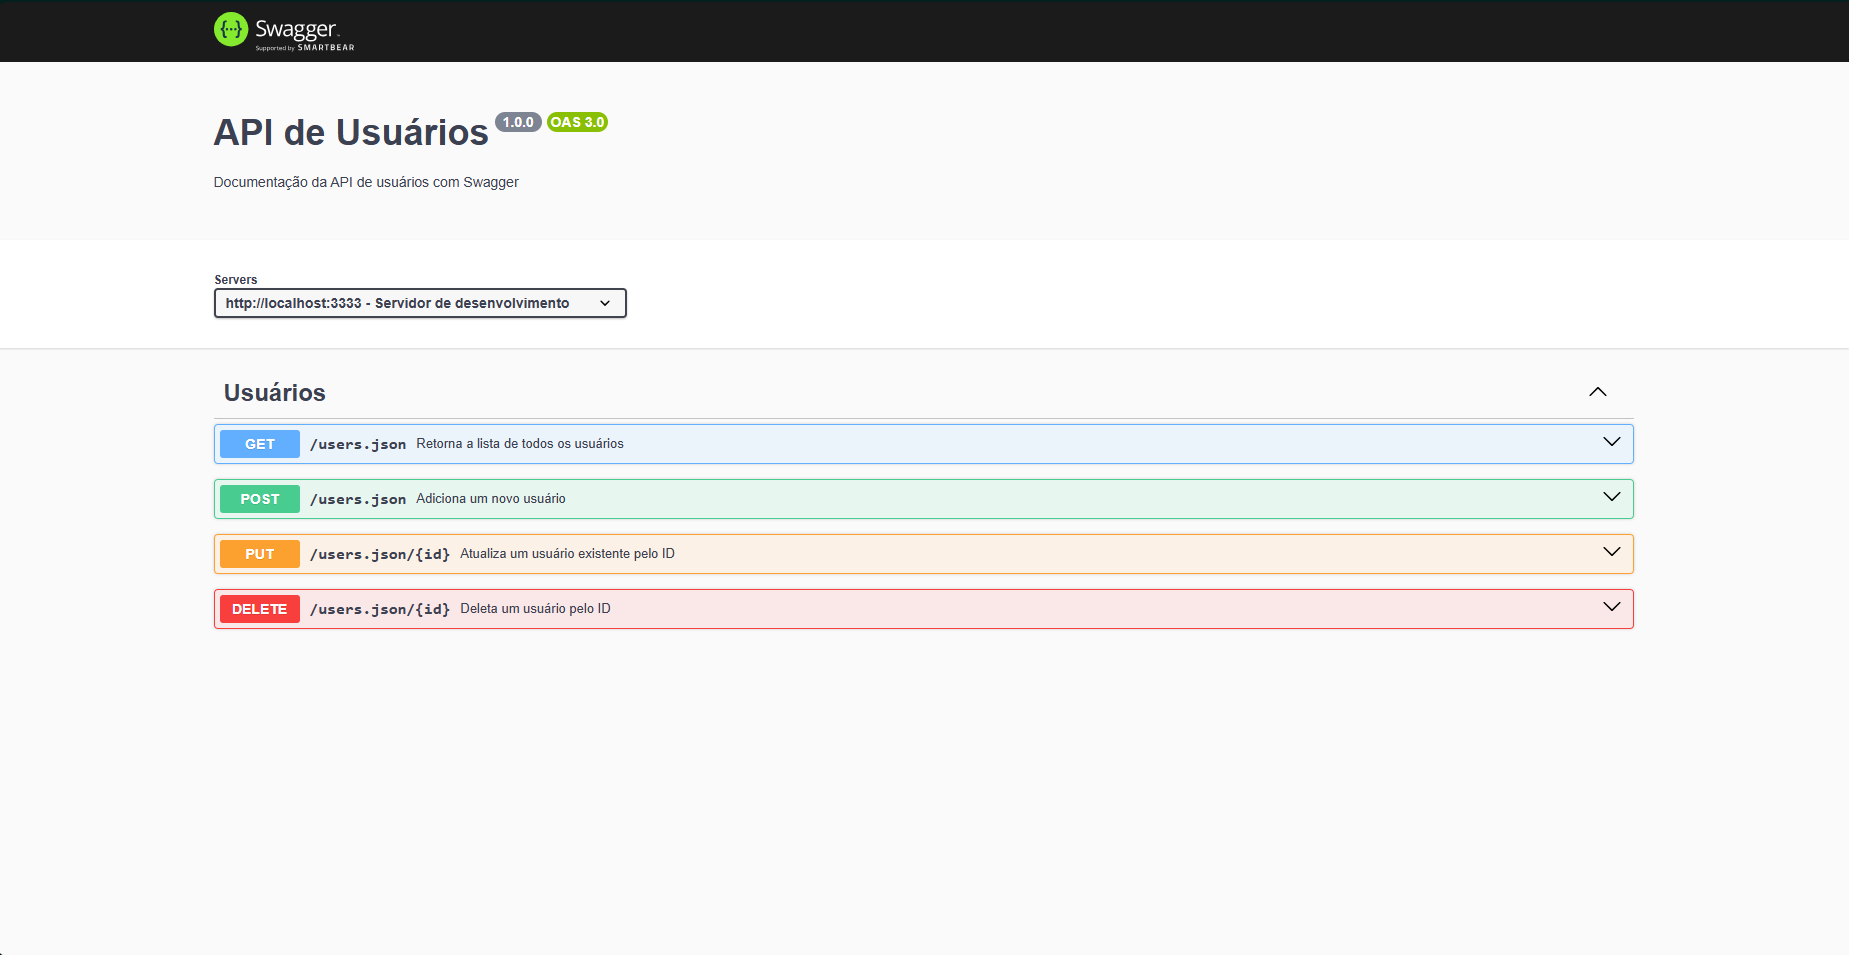 Swagger
Supported by SMARTBEAR
API de Usuários 1.0.0 OAS 3.0
Documentação da API de usuários com Swagger
Servers
http://localhost:3333 - Servidor de desenvolvimento
Usuários
GET /users.json Retorna a lista de todos os usuários
POST /users.json Adiciona um novo usuário
PUT /users.json/{id} Atualiza um usuário existente pelo ID
DELETE /users.json/{id} Deleta um usuário pelo ID